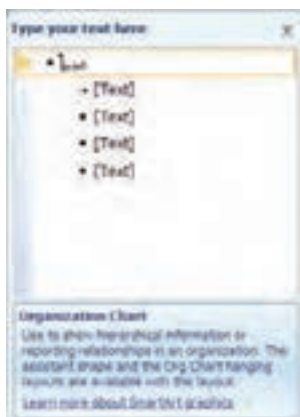 Type your text here
[Text]
[Text]
[Text]
[Text]
Organization Chart
Use to show hierarchical information or
reporting relationships in an organization. The
assistant shape and the Org Chart hanging
layouts are available with this layout.
Learn more about SmartArt graphics